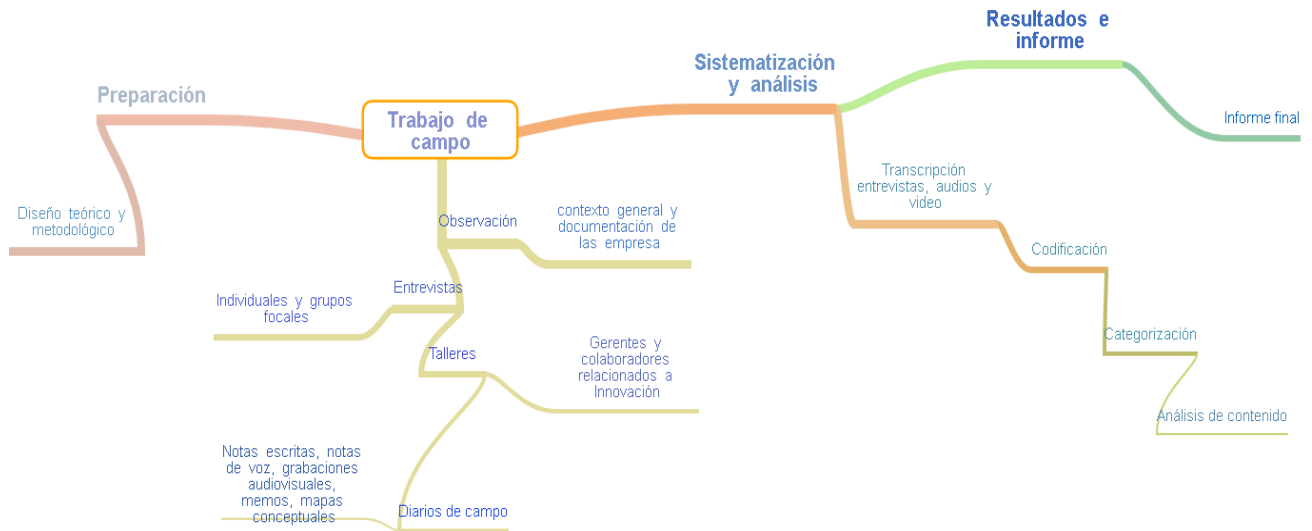 Preparación
Diseño teórico y
metodológico
Trabajo de
campo
Observación
contexto general y
documentación de
las empresa
Entrevistas
Individuales y grupos
focales
Talleres
Gerentes y
colaboradores
relacionados a
Innovación
Diarios de campo
Notas escritas, notas
de voz, grabaciones
audiovisuales,
memos, mapas
conceptuales
Sistematización
y análisis
Transcripción
entrevistas, audios y
video
Codificación
Categorización
Análisis de contenido
Resultados e
informe
Informe final